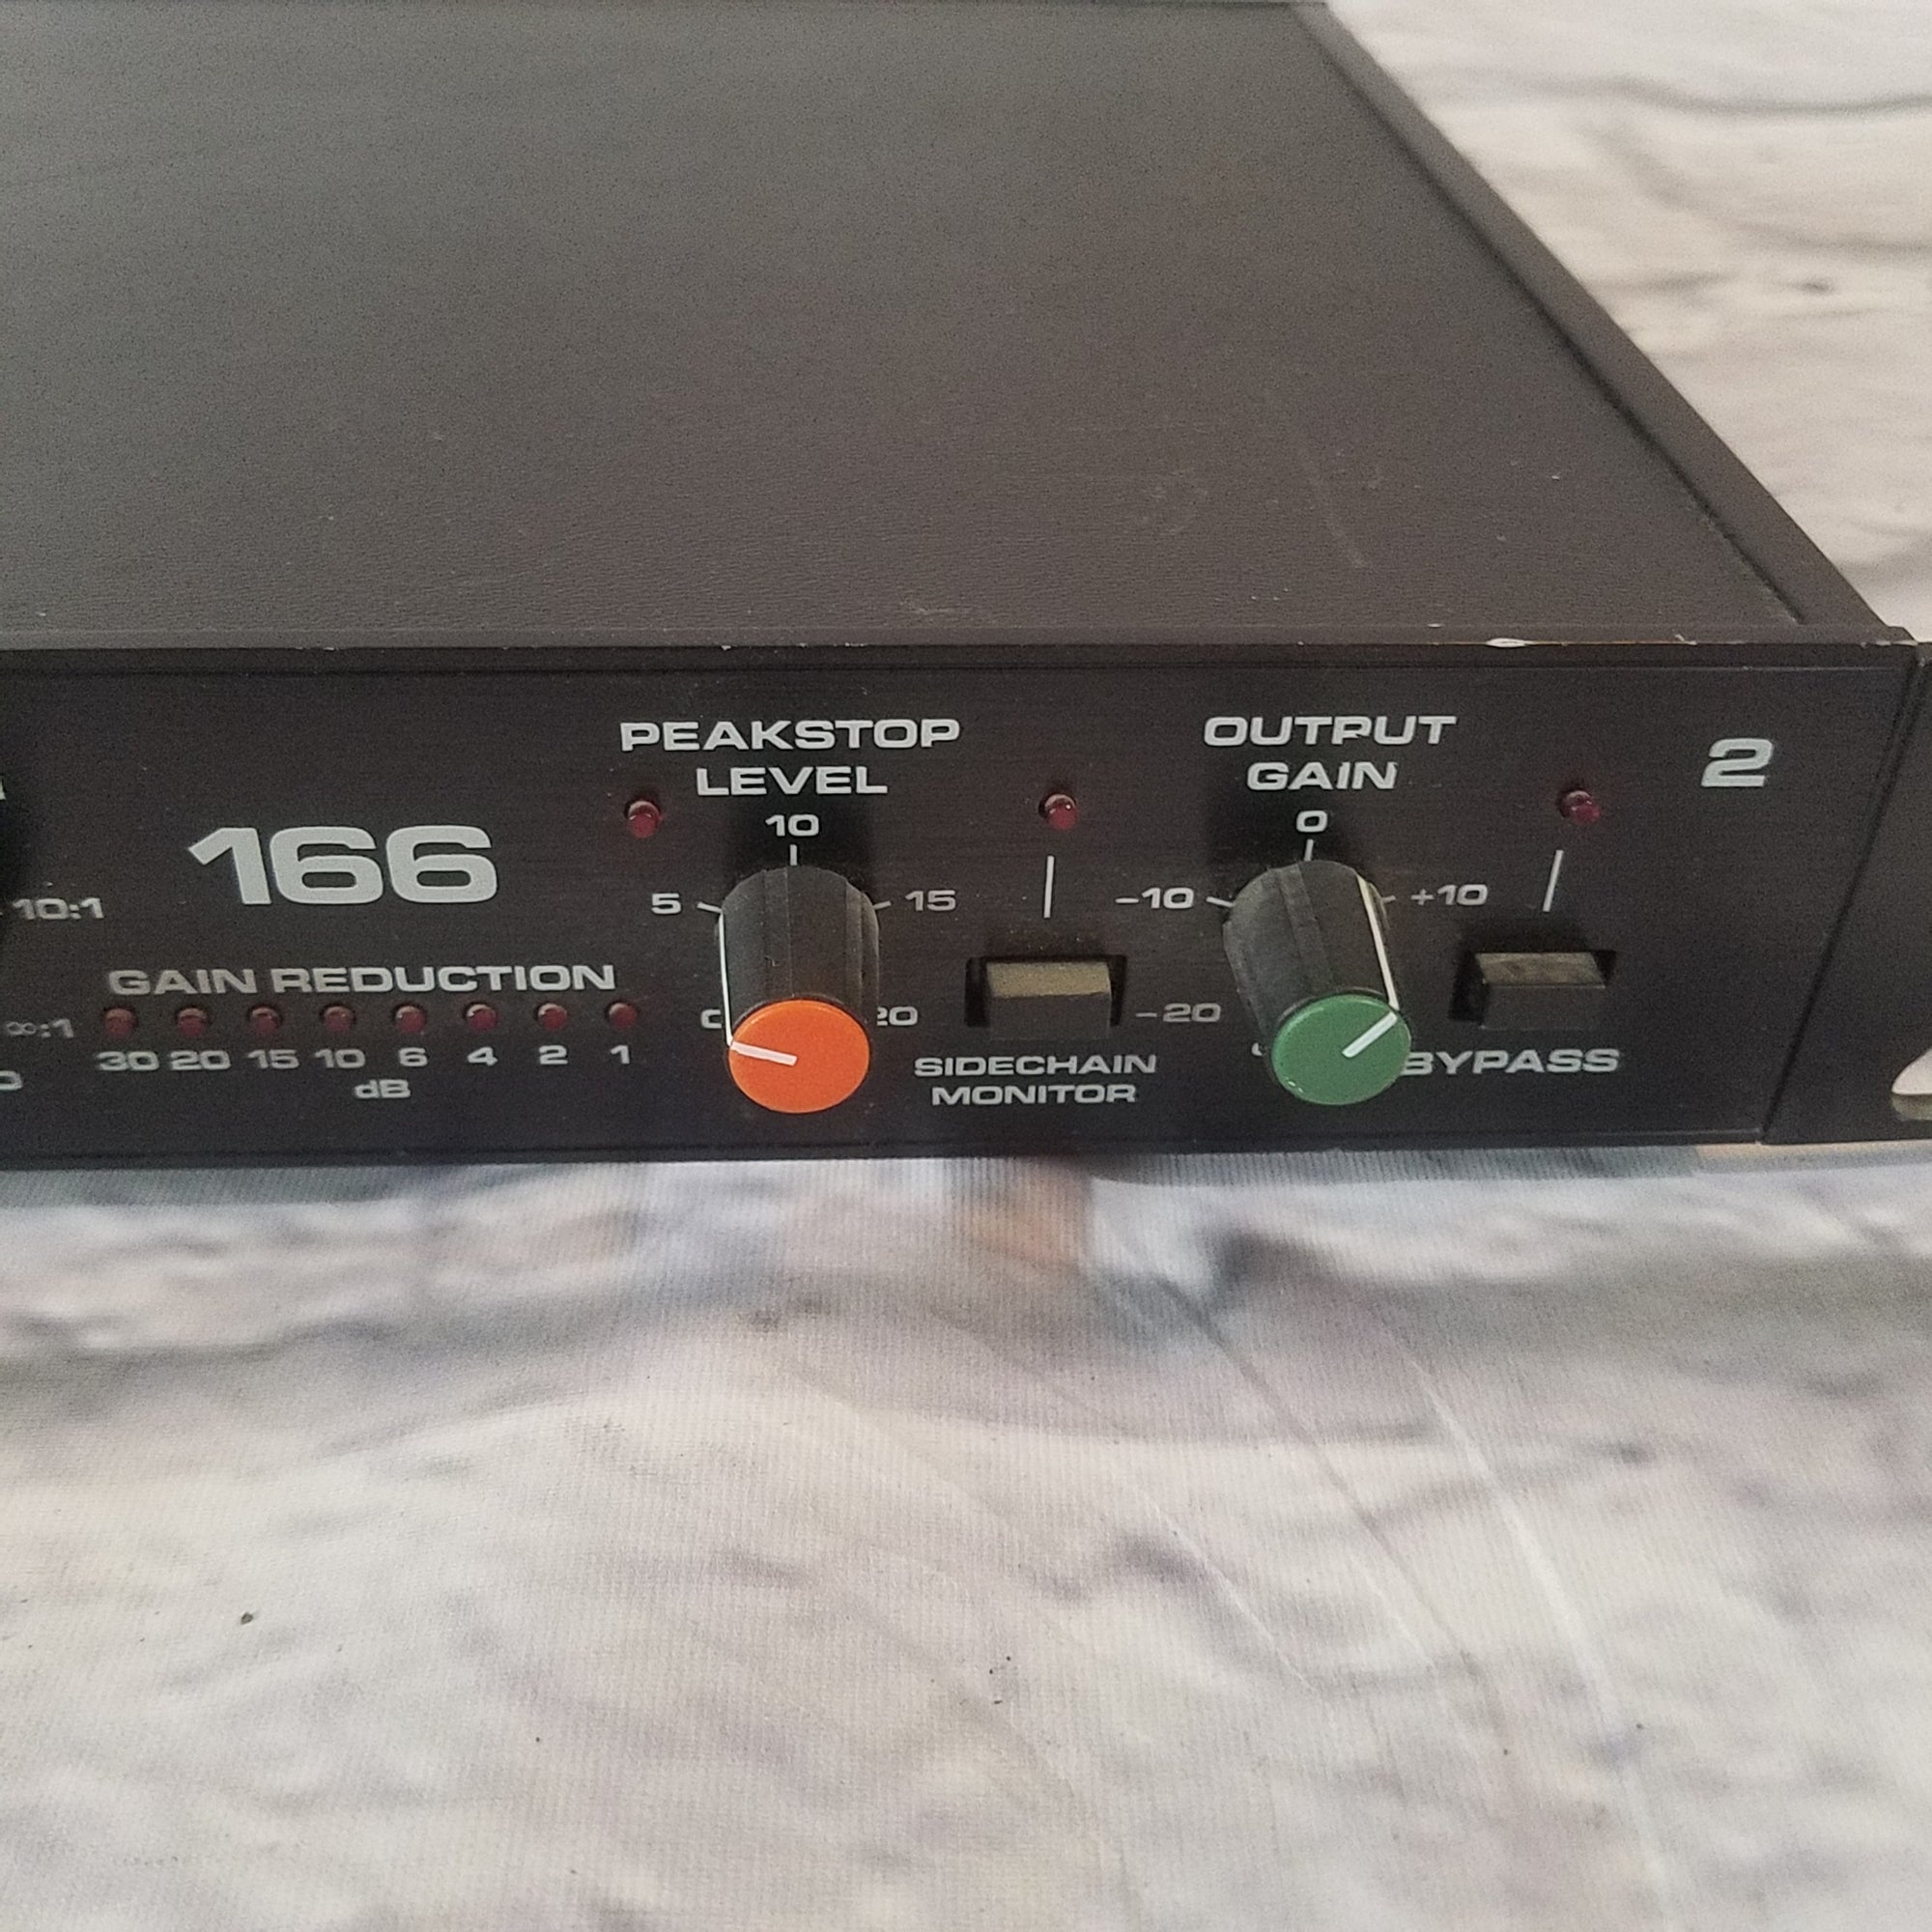 PEAKSTOP
LEVEL
OUTPUT
GAIN
2
10
0
166
5
15
-10
+10
10:1
GAIN REDUCTION
∞:1
20
-20
30 20 15 10 6 4 2 1
dB
SIDECHAIN
MONITOR
BYPASS